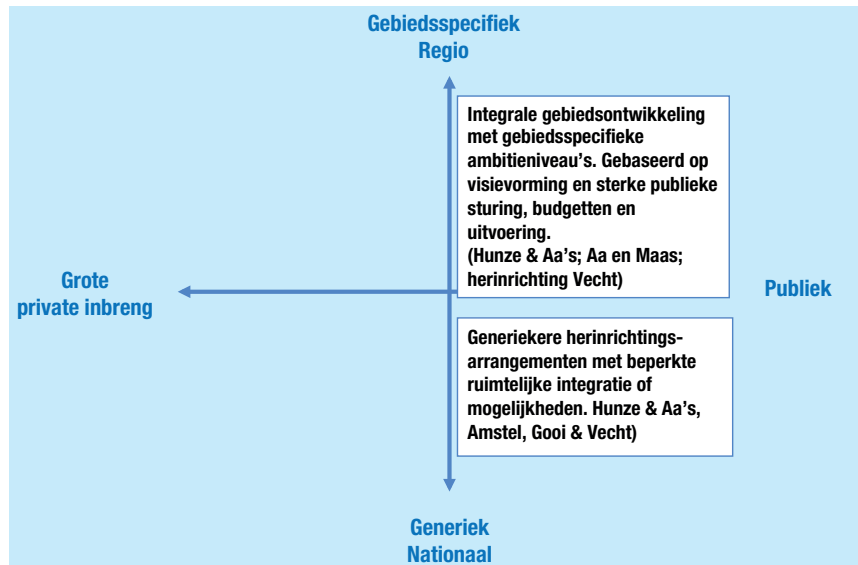 Gebiedsspecifiek
Regio
Integrale gebiedsontwikkeling
met gebiedsspecifieke
ambitieniveau's. Gebaseerd op
visievorming en sterke publieke
sturing, budgetten en
uitvoering.
(Hunze & Aa's; Aa en Maas;
herinrichting Vecht)
Grote
private inbreng
Publiek
Generiekere herinrichtings-
arrangementen met beperkte
ruimtelijke integratie of
mogelijkheden. Hunze & Aa's,
Amstel, Gooi & Vecht)
Generiek
Nationaal